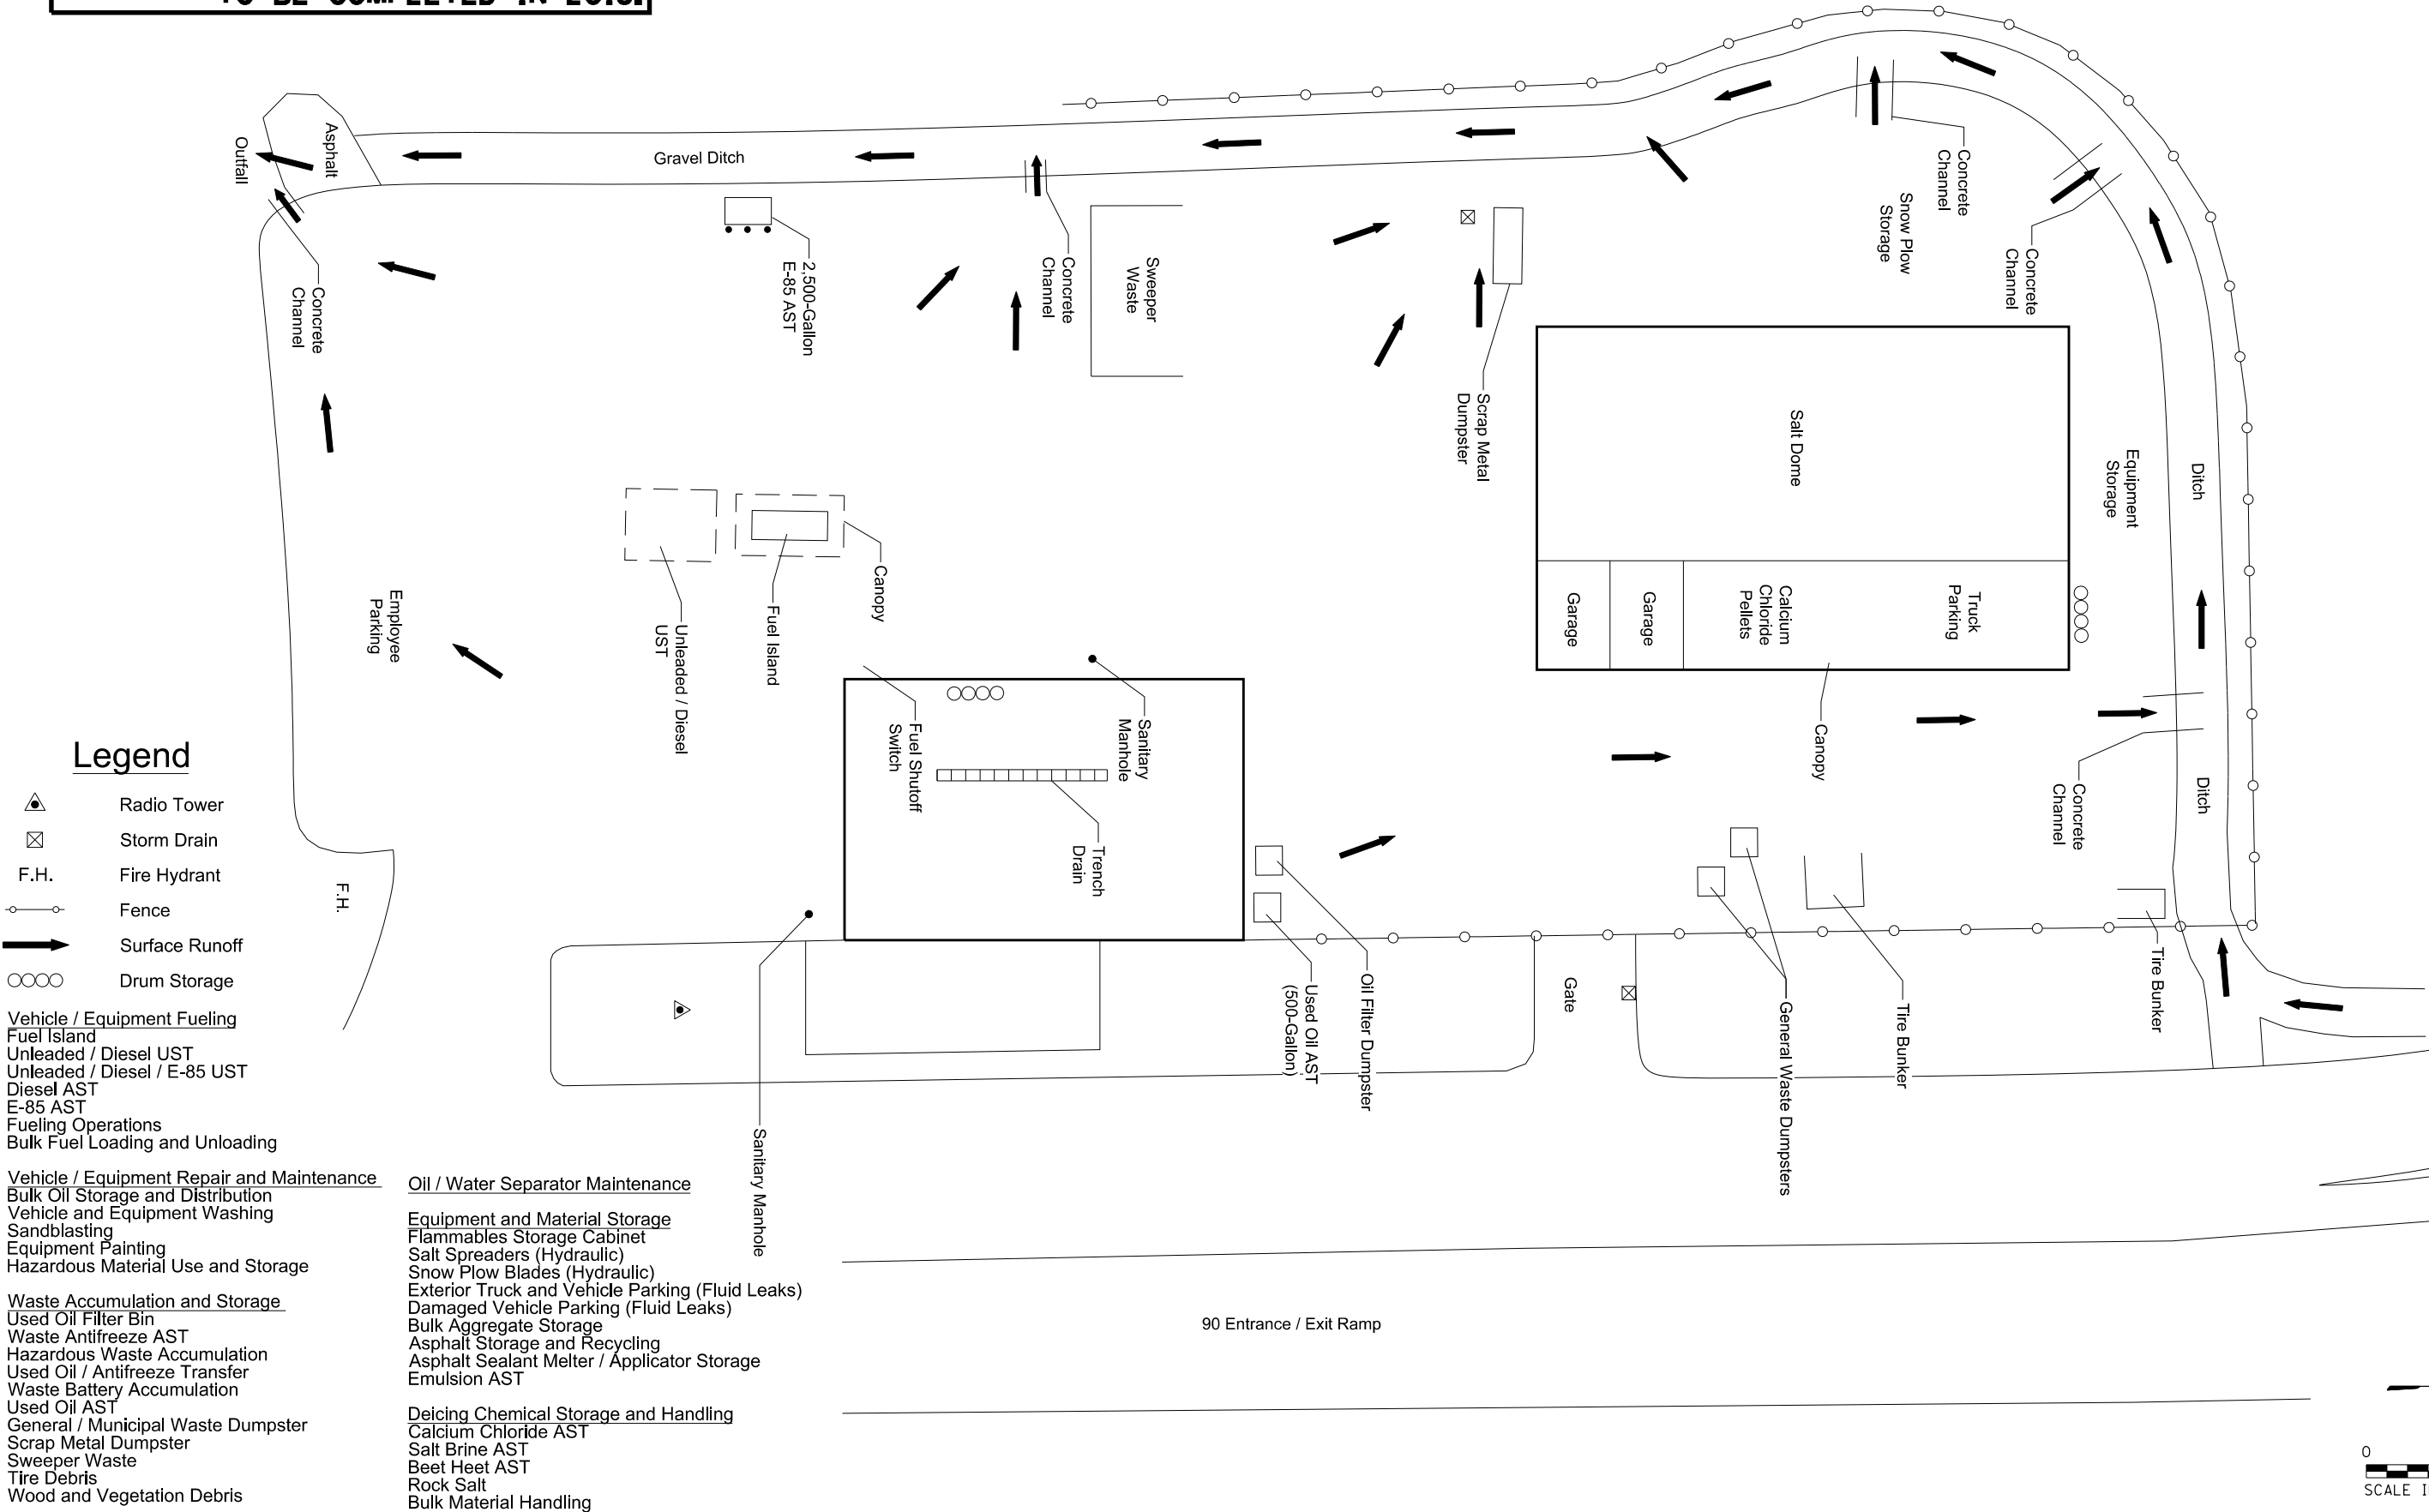 TO BE COMPLETED IN
Asphalt
Outfall
Gravel Ditch
Concrete
Channel
2,500-Gallon
E-85 AST
Concrete
Channel
Sweeper
Waste
Scrap Metal
Dumpster
Concrete
Channel
Snow Plow
Storage
Concrete
Channel
Salt Dome
Equipment
Storage
Ditch
Garage
Garage
Calcium
Chloride
Pellets
Truck
Parking
Canopy
Canopy
Fuel Island
Unleaded / Diesel
UST
Employee
Parking
Fuel Shutoff
Switch
Sanitary
Manhole
Trench
Drain
Concrete
Channel
Ditch
F.H.
Sanitary Manhole
Used Oil AST
(500-Gallon)
Oil Filter Dumpster
Gate
General Waste Dumpsters
Tire Bunker
Tire Bunker
90 Entrance / Exit Ramp
Legend
Radio Tower
Storm Drain
F.H. Fire Hydrant
Fence
Surface Runoff
Drum Storage
Vehicle / Equipment Fueling
Fuel Island
Unleaded / Diesel UST
Unleaded / Diesel / E-85 UST
Diesel AST
E-85 AST
Fueling Operations
Bulk Fuel Loading and Unloading
Vehicle / Equipment Repair and Maintenance
Bulk Oil Storage and Distribution
Vehicle and Equipment Washing
Sandblasting
Equipment Painting
Hazardous Material Use and Storage
Waste Accumulation and Storage
Used Oil Filter Bin
Waste Antifreeze AST
Hazardous Waste Accumulation
Used Oil / Antifreeze Transfer
Waste Battery Accumulation
Used Oil AST
General / Municipal Waste Dumpster
Scrap Metal Dumpster
Sweeper Waste
Tire Debris
Wood and Vegetation Debris
Oil / Water Separator Maintenance
Equipment and Material Storage
Flammables Storage Cabinet
Salt Spreaders (Hydraulic)
Snow Plow Blades (Hydraulic)
Exterior Truck and Vehicle Parking (Fluid Leaks)
Damaged Vehicle Parking (Fluid Leaks)
Bulk Aggregate Storage
Asphalt Storage and Recycling
Asphalt Sealant Melter / Applicator Storage
Emulsion AST
Deicing Chemical Storage and Handling
Calcium Chloride AST
Salt Brine AST
Beet Heet AST
Rock Salt
Bulk Material Handling
0
SCALE